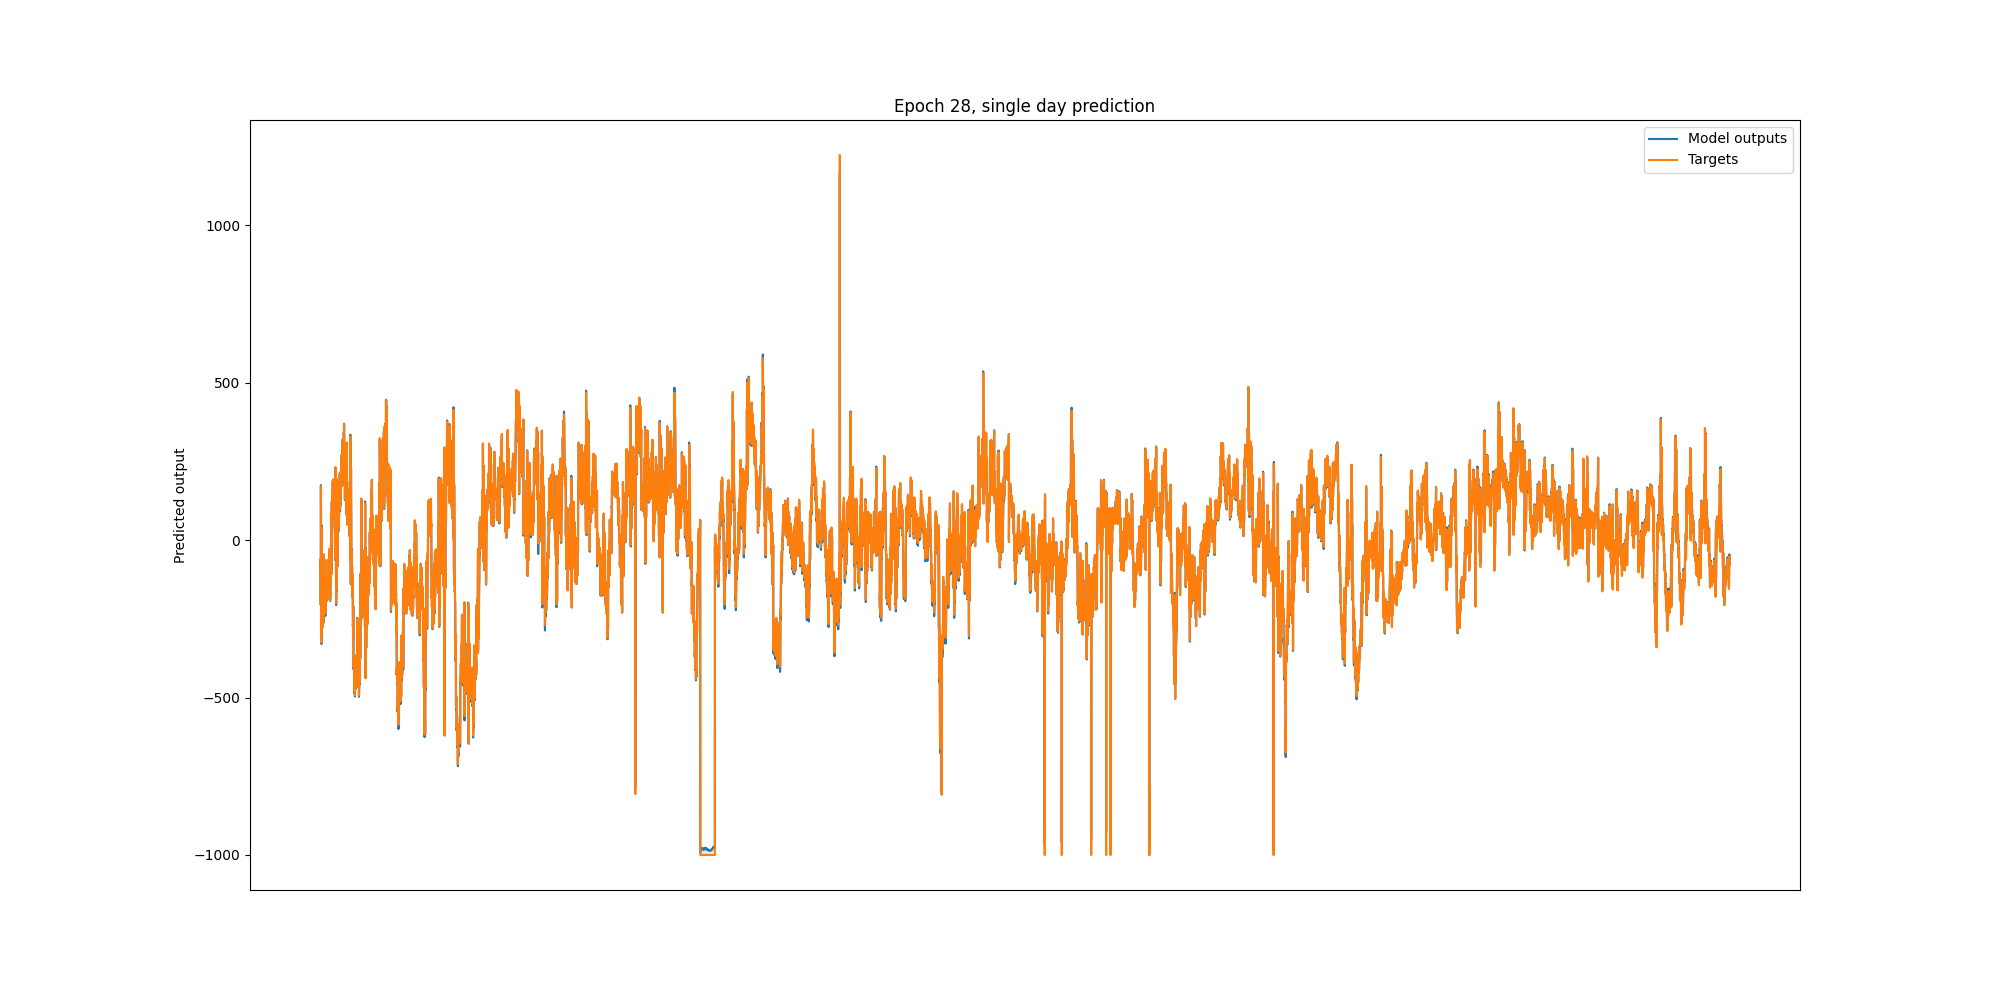 Epoch 28, single day prediction
Model outputs
Targets
1000
500
0
−500
−1000
Predicted output